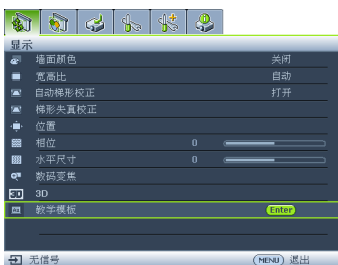 显示
墙面颜色 关闭
宽高比 自动
自动梯形校正 打开
梯形失真校正
位置
相位 0
水平尺寸 0
数码变焦
3D 3D
教学模板 Enter
无信号 MENU 退出